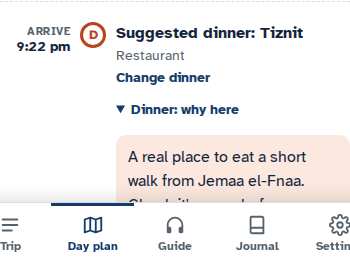 ARRIVE
9:22 pm
D
Suggested dinner: Tiznit
Restaurant
Change dinner
▼ Dinner: why here
A real place to eat a short
walk from Jemaa el-Fnaa.
Trip
Day plan
Guide
Journal